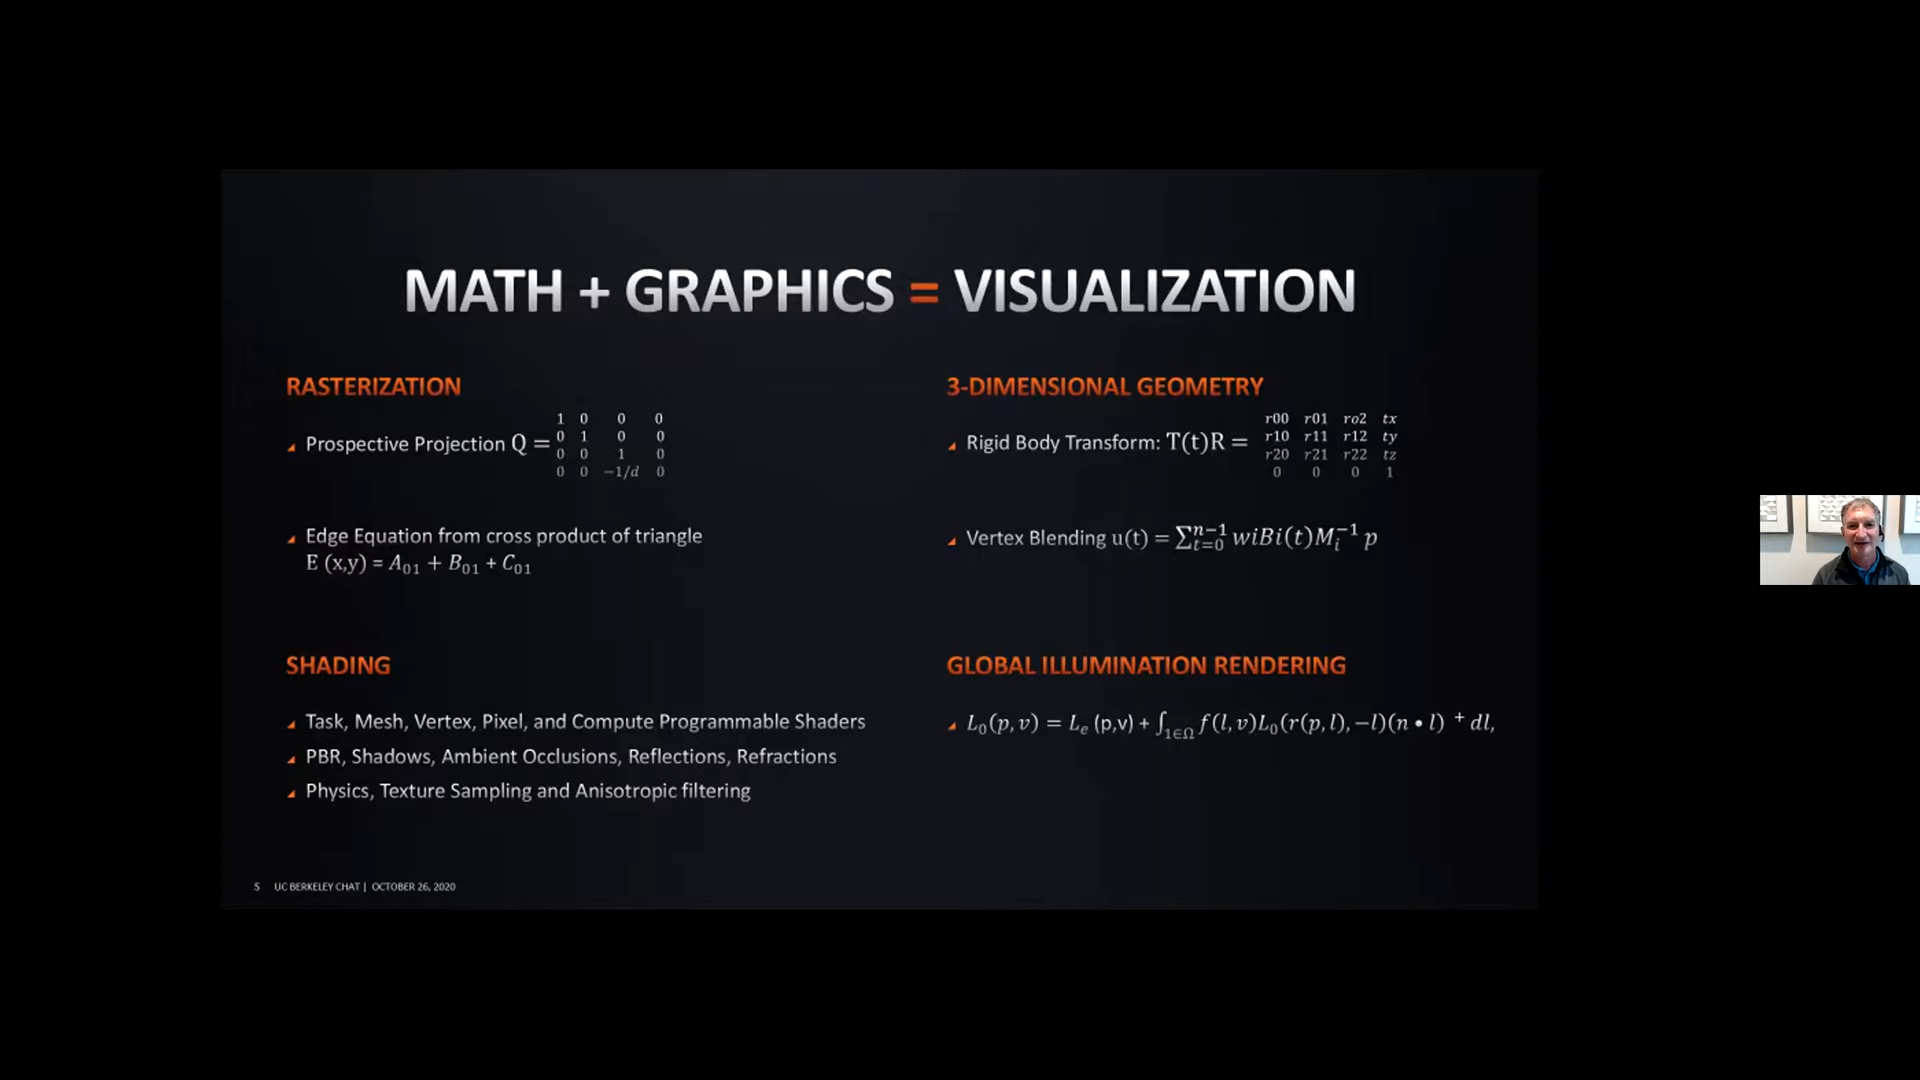 MATH + GRAPHICS = VISUALIZATION
RASTERIZATION
Prospective Projection Q =
1 0 0 0
0 1 0 0
0 0 1 0
0 0 −1/d 0
Edge Equation from cross product of triangle
E (x,y) = A₀₁ + B₀₁ + C₀₁
SHADING
Task, Mesh, Vertex, Pixel, and Compute Programmable Shaders
PBR, Shadows, Ambient Occlusions, Reflections, Refractions
Physics, Texture Sampling and Anisotropic filtering
3-DIMENSIONAL GEOMETRY
Rigid Body Transform: T(t)R =
r00 r01 ro2 tx
r10 r11 r12 ty
r20 r21 r22 tz
0 0 0 1
Vertex Blending u(t) = ∑_{t=0}^{n−1} wiBi(t)M_i^{−1} p
GLOBAL ILLUMINATION RENDERING
L₀(p, v) = Lₑ (p,v) + ∫_{1∈Ω} f(l, v)L₀(r(p, l), −l)(n • l) ⁺ dl,
5 UC BERKELEY CHAT | OCTOBER 26, 2020